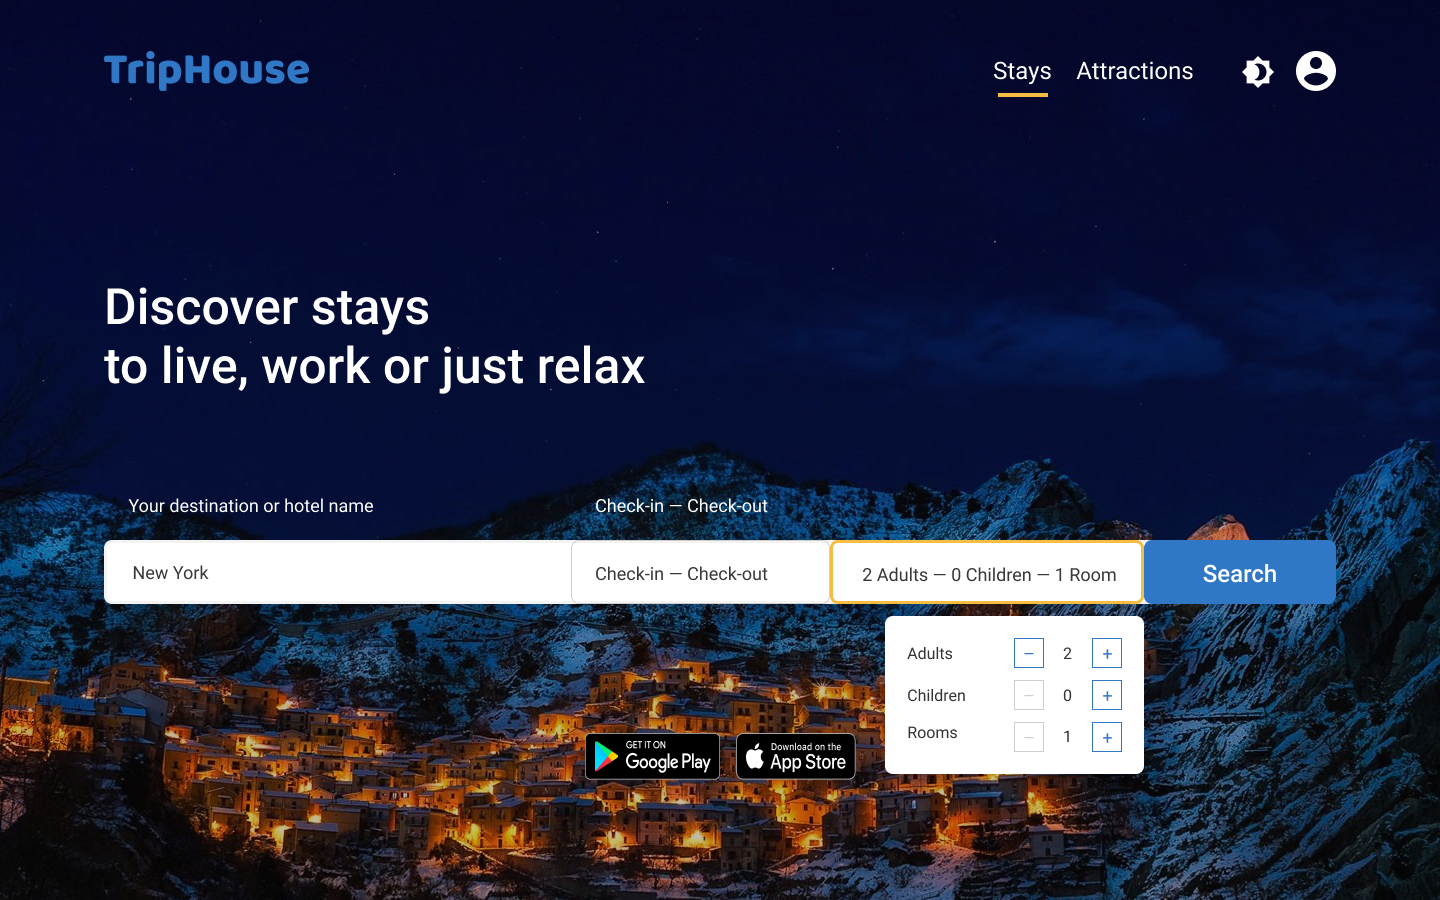 TripHouse
Stays
Attractions
Discover stays
to live, work or just relax
Your destination or hotel name
Check-in — Check-out
New York
Check-in — Check-out
2 Adults — 0 Children — 1 Room
Search
Adults
− 2 +
Children
− 0 +
Rooms
− 1 +
GET IT ON
Google Play
Download on the
App Store